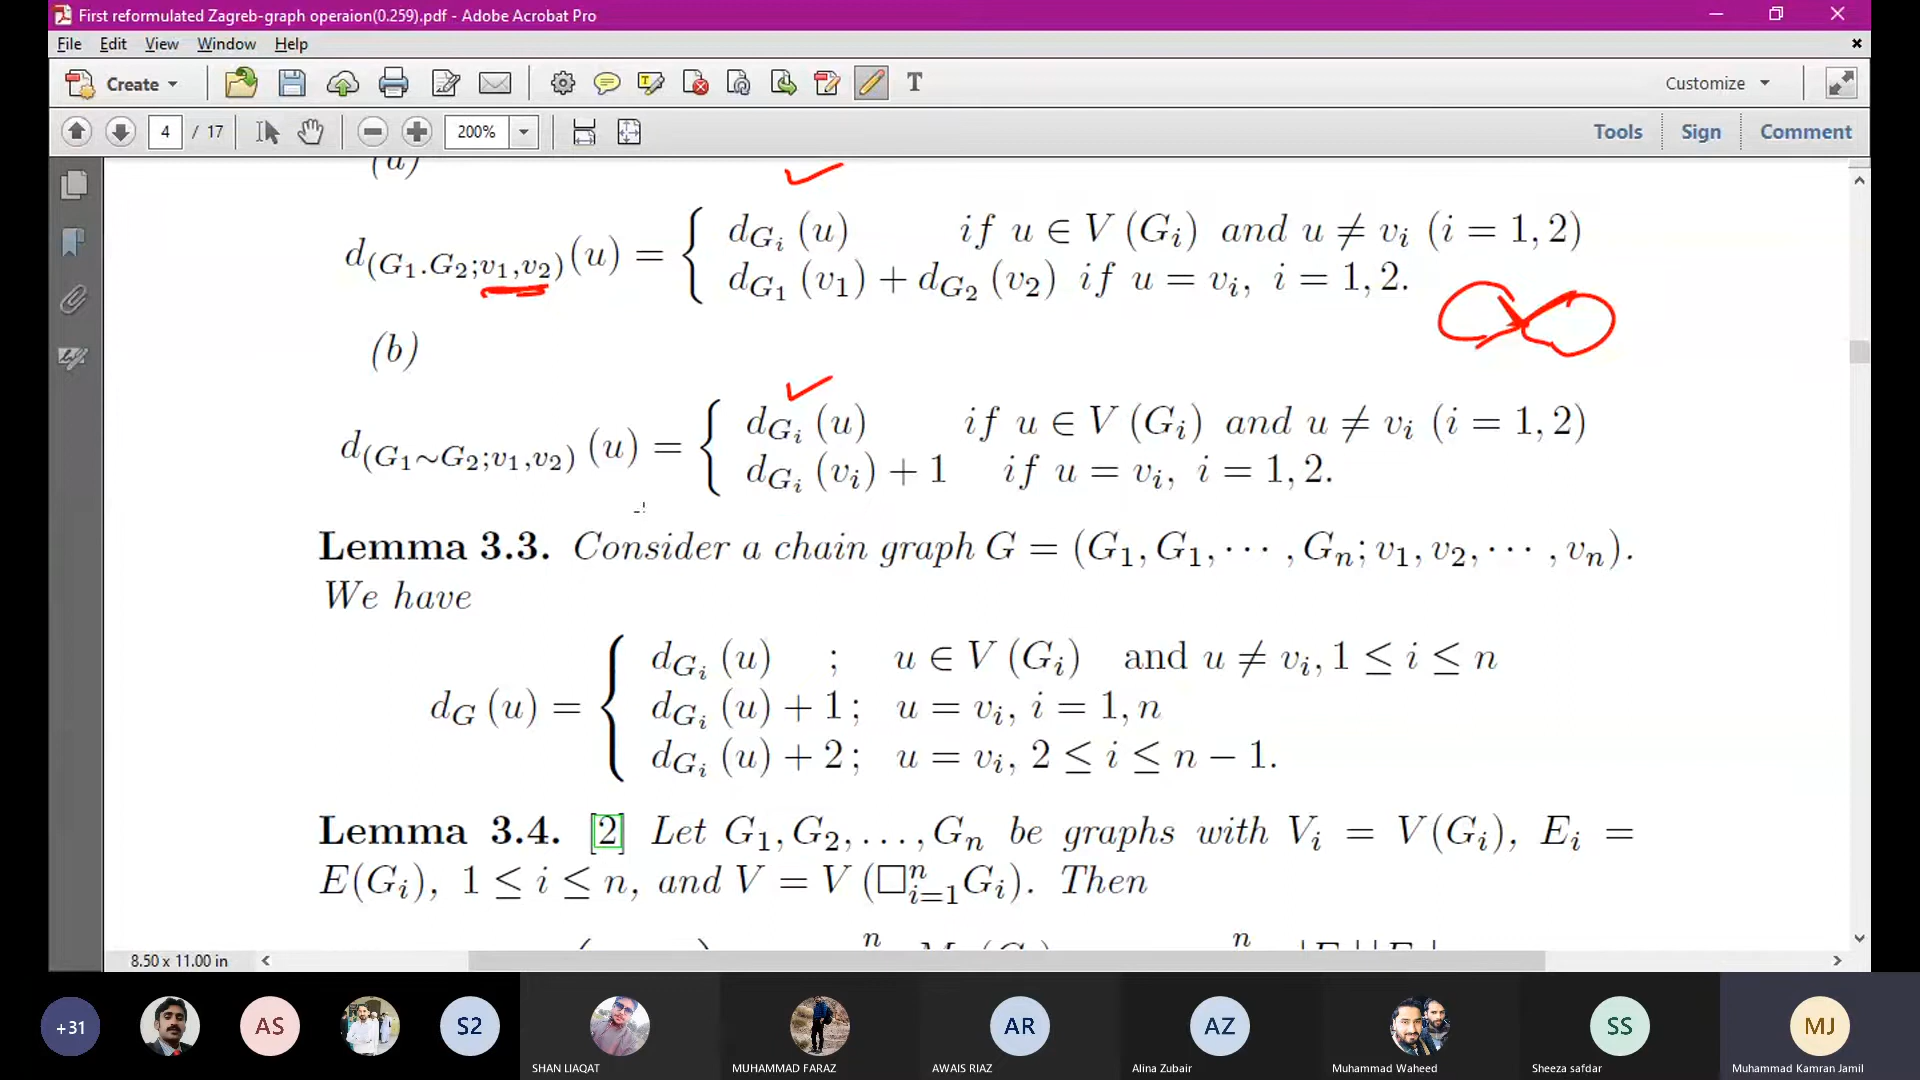 First reformulated Zagreb-graph operaion(0.259).pdf - Adobe Acrobat Pro
File Edit View Window Help
Create Customize
4 / 17 200% Tools Sign Comment
(a)
d_{(G_1.G_2;v_1,v_2)}(u) = { d_{G_i}(u) if u ∈ V(G_i) and u ≠ v_i (i = 1,2)
d_{G_1}(v_1) + d_{G_2}(v_2) if u = v_i, i = 1,2.
(b)
d_{(G_1∼G_2;v_1,v_2)}(u) = { d_{G_i}(u) if u ∈ V(G_i) and u ≠ v_i (i = 1,2)
d_{G_i}(v_i) + 1 if u = v_i, i = 1,2.
Lemma 3.3. Consider a chain graph G = (G_1, G_1, ⋯ , G_n; v_1, v_2, ⋯ , v_n).
We have
d_G(u) = { d_{G_i}(u) ; u ∈ V(G_i) and u ≠ v_i, 1 ≤ i ≤ n
d_{G_i}(u) + 1 ; u = v_i, i = 1, n
d_{G_i}(u) + 2 ; u = v_i, 2 ≤ i ≤ n − 1.
Lemma 3.4. [2] Let G_1, G_2, . . . , G_n be graphs with V_i = V(G_i), E_i =
E(G_i), 1 ≤ i ≤ n, and V = V(□_{i=1}^n G_i). Then
n n
8.50 x 11.00 in
+31 AS S2 AR AZ SS MJ
SHAN LIAQAT MUHAMMAD FARAZ AWAIS RIAZ Alina Zubair Muhammad Waheed Sheeza safdar Muhammad Kamran Jamil